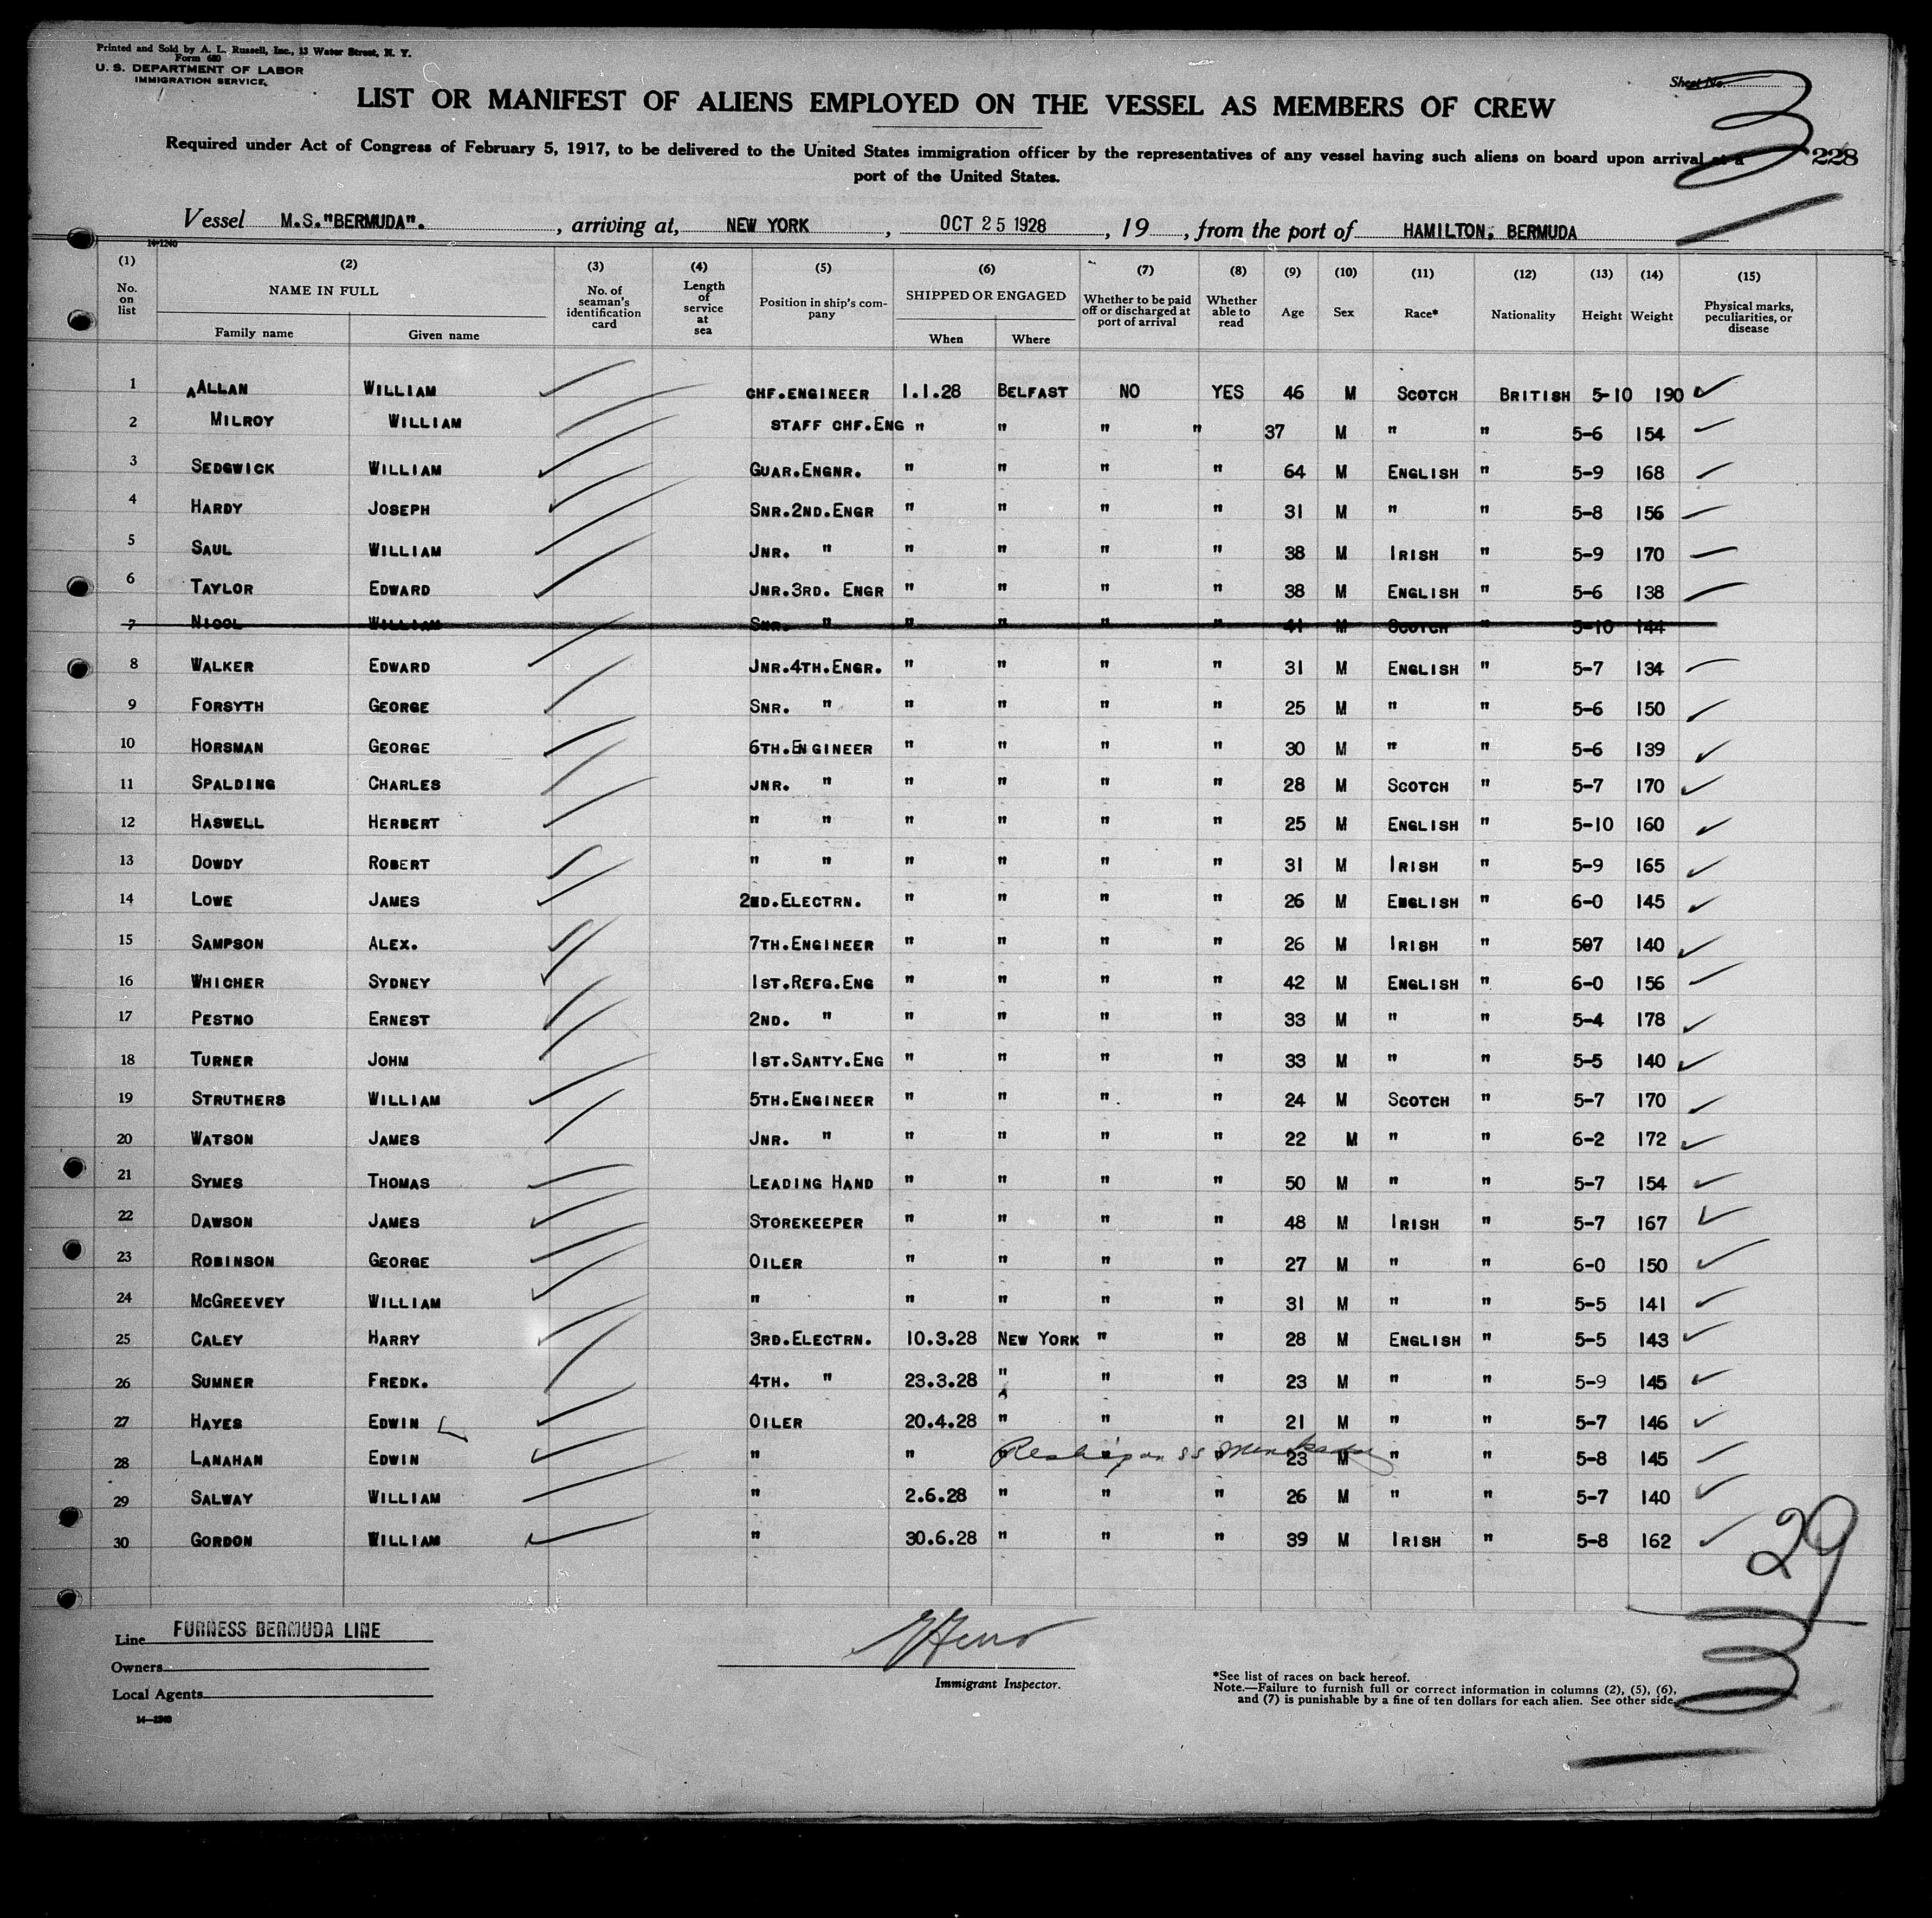 Printed and Sold by A. L. Russell, Inc., 13 Water Street, N. Y.
Form 680
U. S. DEPARTMENT OF LABOR
IMMIGRATION SERVICE
Sheet No.
3
LIST OR MANIFEST OF ALIENS EMPLOYED ON THE VESSEL AS MEMBERS OF CREW
Required under Act of Congress of February 5, 1917, to be delivered to the United States immigration officer by the representatives of any vessel having such aliens on board upon arrival at a
port of the United States.
228
Vessel M.S."BERMUDA". , arriving at, NEW YORK , OCT 25 1928 , 19 , from the port of HAMILTON, BERMUDA
14-1240
(1) No. on list (2) NAME IN FULL Family name Given name (3) No. of seaman's identification card (4) Length of service at sea (5) Position in ship's company (6) SHIPPED OR ENGAGED When Where (7) Whether to be paid off or discharged at port of arrival (8) Whether able to read (9) Age (10) Sex (11) Race* (12) Nationality (13) Height (14) Weight (15) Physical marks, peculiarities, or disease
1 ALLAN WILLIAM CHF.ENGINEER 1.1.28 BELFAST NO YES 46 M SCOTCH BRITISH 5-10 190
2 MILROY WILLIAM STAFF CHF.ENG " " " " 37 M " " 5-6 154
3 SEDGWICK WILLIAM GUAR.ENGNR. " " " " 64 M ENGLISH " 5-9 168
4 HARDY JOSEPH SNR.2ND.ENGR " " " " 31 M " " 5-8 156
5 SAUL WILLIAM JNR. " " " " " 38 M IRISH " 5-9 170
6 TAYLOR EDWARD JNR.3RD. ENGR " " " " 38 M ENGLISH " 5-6 138
7 NICOL WILLIAM SNR. " " " " " 41 M SCOTCH " 5-10 144
8 WALKER EDWARD JNR.4TH.ENGR. " " " " 31 M ENGLISH " 5-7 134
9 FORSYTH GEORGE SNR. " " " " " 25 M " " 5-6 150
10 HORSMAN GEORGE 6TH.ENGINEER " " " " 30 M " " 5-6 139
11 SPALDING CHARLES JNR. " " " " " 28 M SCOTCH " 5-7 170
12 HASWELL HERBERT " " " " " " 25 M ENGLISH " 5-10 160
13 DOWDY ROBERT " " " " " " 31 M IRISH " 5-9 165
14 LOWE JAMES 2ND.ELECTRN. " " " " 26 M ENGLISH " 6-0 145
15 SAMPSON ALEX. 7TH.ENGINEER " " " " 26 M IRISH " 507 140
16 WHICHER SYDNEY 1ST.REFG.ENG " " " " 42 M ENGLISH " 6-0 156
17 PESTNO ERNEST 2ND. " " " " " 33 M " " 5-4 178
18 TURNER JOHM 1ST.SANTY.ENG " " " " 33 M " " 5-5 140
19 STRUTHERS WILLIAM 5TH.ENGINEER " " " " 24 M SCOTCH " 5-7 170
20 WATSON JAMES JNR. " " " " " 22 M " " 6-2 172
21 SYMES THOMAS LEADING HAND " " " " 50 M " " 5-7 154
22 DAWSON JAMES STOREKEEPER " " " " 48 M IRISH " 5-7 167
23 ROBINSON GEORGE OILER " " " " 27 M " " 6-0 150
24 MCGREEVEY WILLIAM " " " " " 31 M " " 5-5 141
25 CALEY HARRY 3RD.ELECTRN. 10.3.28 NEW YORK " " 28 M ENGLISH " 5-5 143
26 SUMNER FREDK. 4TH. " 23.3.28 " " " 23 M " " 5-9 145
27 HAYES EDWIN OILER 20.4.28 " " " 21 M " " 5-7 146
28 LANAHAN EDWIN " " " " " 23 M " " 5-8 145
29 SALWAY WILLIAM " 2.6.28 " " " 26 M " " 5-7 140
30 GORDON WILLIAM " 30.6.28 " " " 39 M IRISH " 5-8 162
29
3
Line FURNESS BERMUDA LINE
Owners
Local Agents
14-1240
Immigrant Inspector.
*See list of races on back hereof.
Note.—Failure to furnish full or correct information in columns (2), (5), (6),
and (7) is punishable by a fine of ten dollars for each alien. See other side.